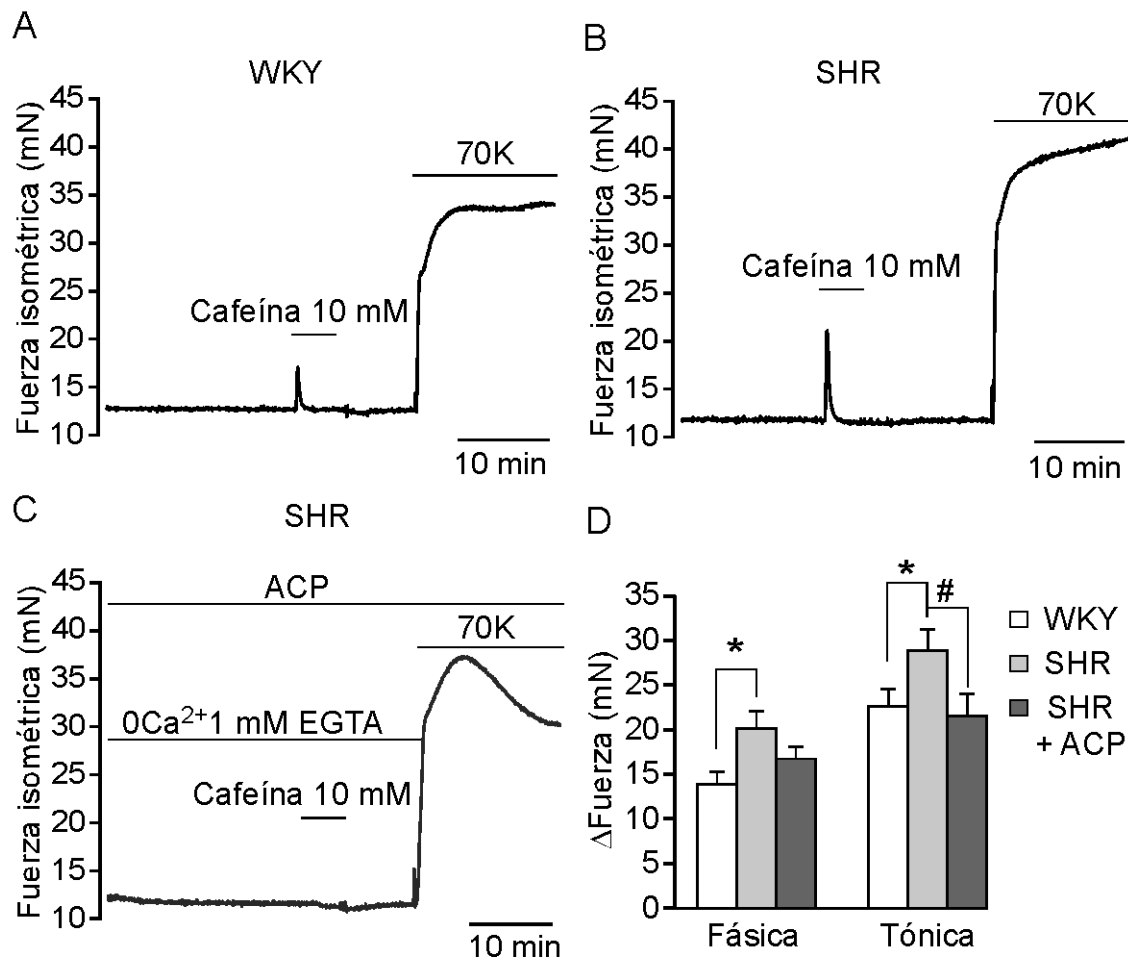 A
WKY
Fuerza isométrica (mN)
45
40
35
30
25
20
15
10
70K
Cafeína 10 mM
10 min
B
SHR
Fuerza isométrica (mN)
45
40
35
30
25
20
15
10
70K
Cafeína 10 mM
10 min
C
SHR
Fuerza isométrica (mN)
45
40
35
30
25
20
15
10
ACP
70K
0Ca²⁺1 mM EGTA
Cafeína 10 mM
10 min
D
ΔFuerza (mN)
35
30
25
20
15
10
5
0
*
*
#
WKY
SHR
SHR
+ ACP
Fásica
Tónica